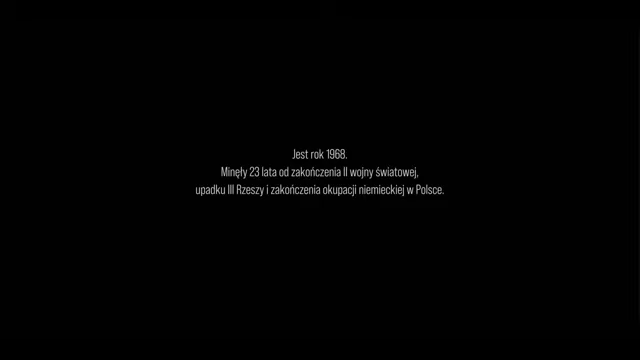 Jest rok 1968.
Minęły 23 lata od zakończenia II wojny światowej,
upadku III Rzeszy i zakończenia okupacji niemieckiej w Polsce.